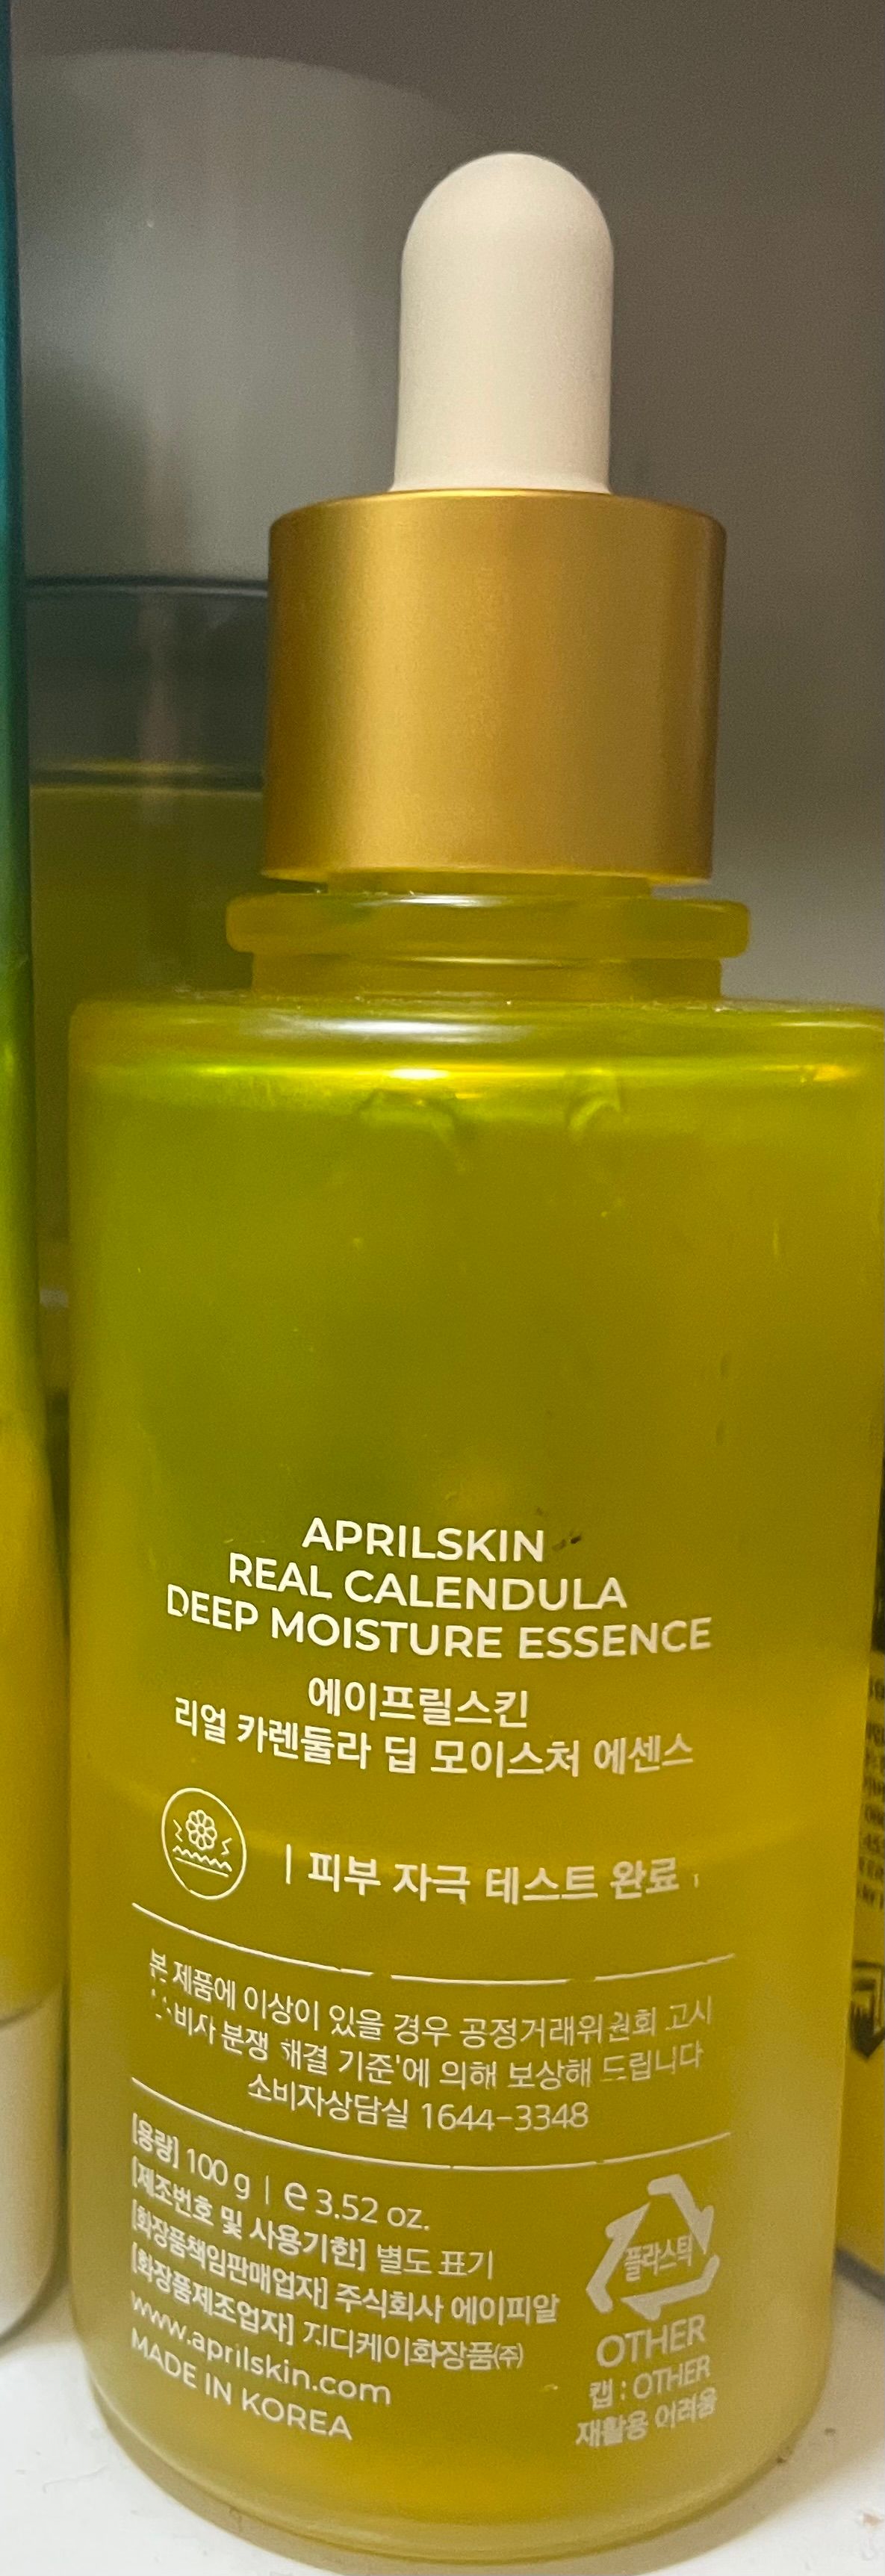 APRILSKIN
REAL CALENDULA
DEEP MOISTURE ESSENCE
에이프릴스킨
리얼 카렌둘라 딥 모이스처 에센스
| 피부 자극 테스트 완료
본 제품에 이상이 있을 경우 공정거래위원회 고시
분쟁 해결 기준'에 의해 보상해 드립니다
소비자상담실 1644-3348
[용량] 100 g | e 3.52 oz.
[제조번호 및 사용기한] 별도 표기
[화장품책임판매업자] 주식회사 에이피알
[화장품제조업자] 지디케이화장품(주)
www.aprilskin.com
MADE IN KOREA
플라스틱
OTHER
캡 : OTHER
재활용 어려움